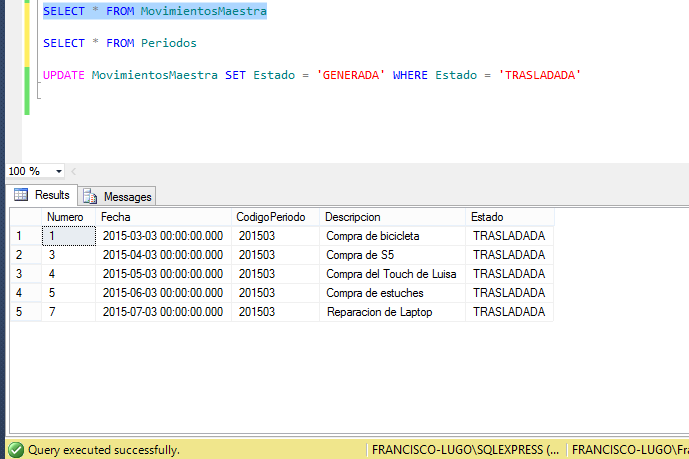 SELECT * FROM MovimientosMaestra
SELECT * FROM Periodos
UPDATE MovimientosMaestra SET Estado = 'GENERADA' WHERE Estado = 'TRASLADADA'
100 %
Results Messages
Numero Fecha CodigoPeriodo Descripcion Estado
1 1 2015-03-03 00:00:00.000 201503 Compra de bicicleta TRASLADADA
2 3 2015-04-03 00:00:00.000 201503 Compra de S5 TRASLADADA
3 4 2015-05-03 00:00:00.000 201503 Compra del Touch de Luisa TRASLADADA
4 5 2015-06-03 00:00:00.000 201503 Compra de estuches TRASLADADA
5 7 2015-07-03 00:00:00.000 201503 Reparacion de Laptop TRASLADADA
Query executed successfully. FRANCISCO-LUGO\SQLEXPRESS (... FRANCISCO-LUGO\Fra